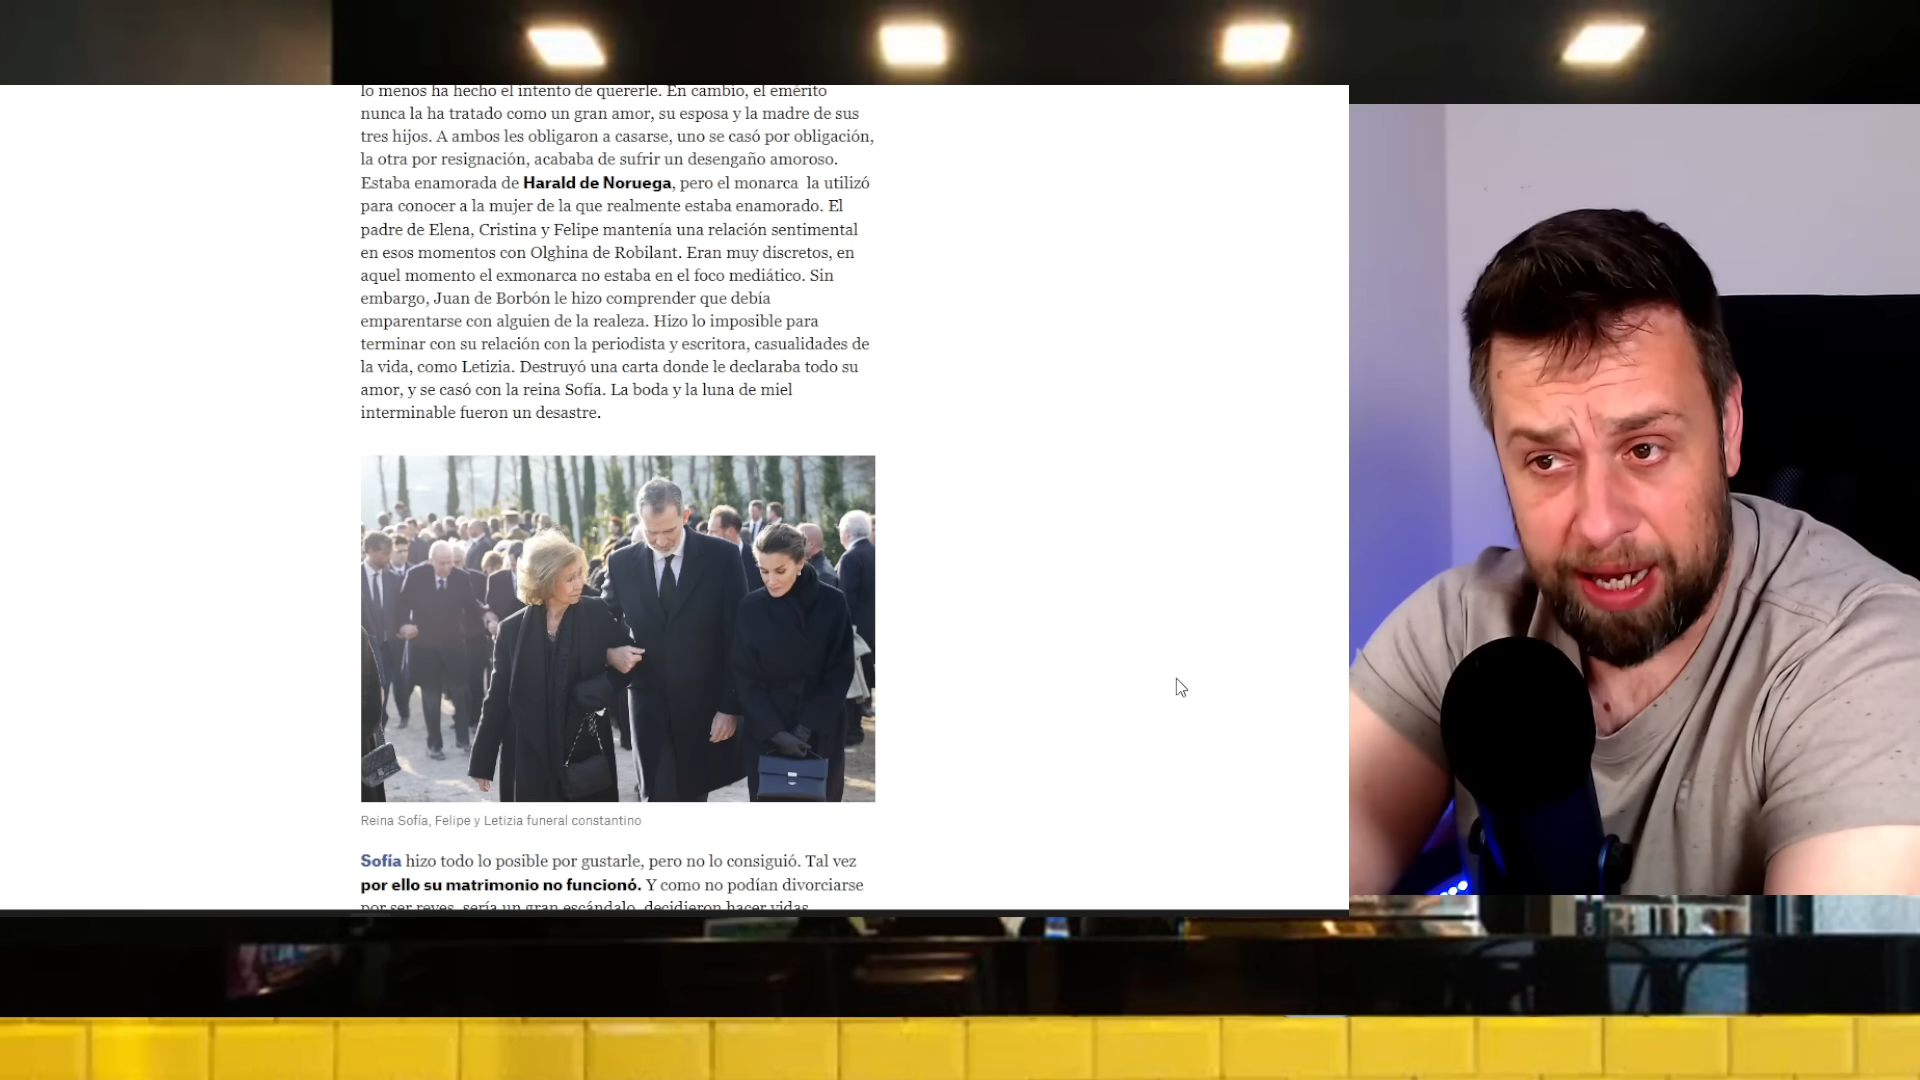 lo menos ha hecho el intento de quererle. En cambio, el emérito
nunca la ha tratado como un gran amor, su esposa y la madre de sus
tres hijos. A ambos les obligaron a casarse, uno se casó por obligación,
la otra por resignación, acababa de sufrir un desengaño amoroso.
Estaba enamorada de Harald de Noruega, pero el monarca la utilizó
para conocer a la mujer de la que realmente estaba enamorado. El
padre de Elena, Cristina y Felipe mantenía una relación sentimental
en esos momentos con Olghina de Robilant. Eran muy discretos, en
aquel momento el exmonarca no estaba en el foco mediático. Sin
embargo, Juan de Borbón le hizo comprender que debía
emparentarse con alguien de la realeza. Hizo lo imposible para
terminar con su relación con la periodista y escritora, casualidades de
la vida, como Letizia. Destruyó una carta donde le declaraba todo su
amor, y se casó con la reina Sofía. La boda y la luna de miel
interminable fueron un desastre.
Reina Sofía, Felipe y Letizia funeral constantino
Sofía hizo todo lo posible por gustarle, pero no lo consiguió. Tal vez
por ello su matrimonio no funcionó. Y como no podían divorciarse
por ser reyes, sería un gran escándalo, decidieron hacer vidas